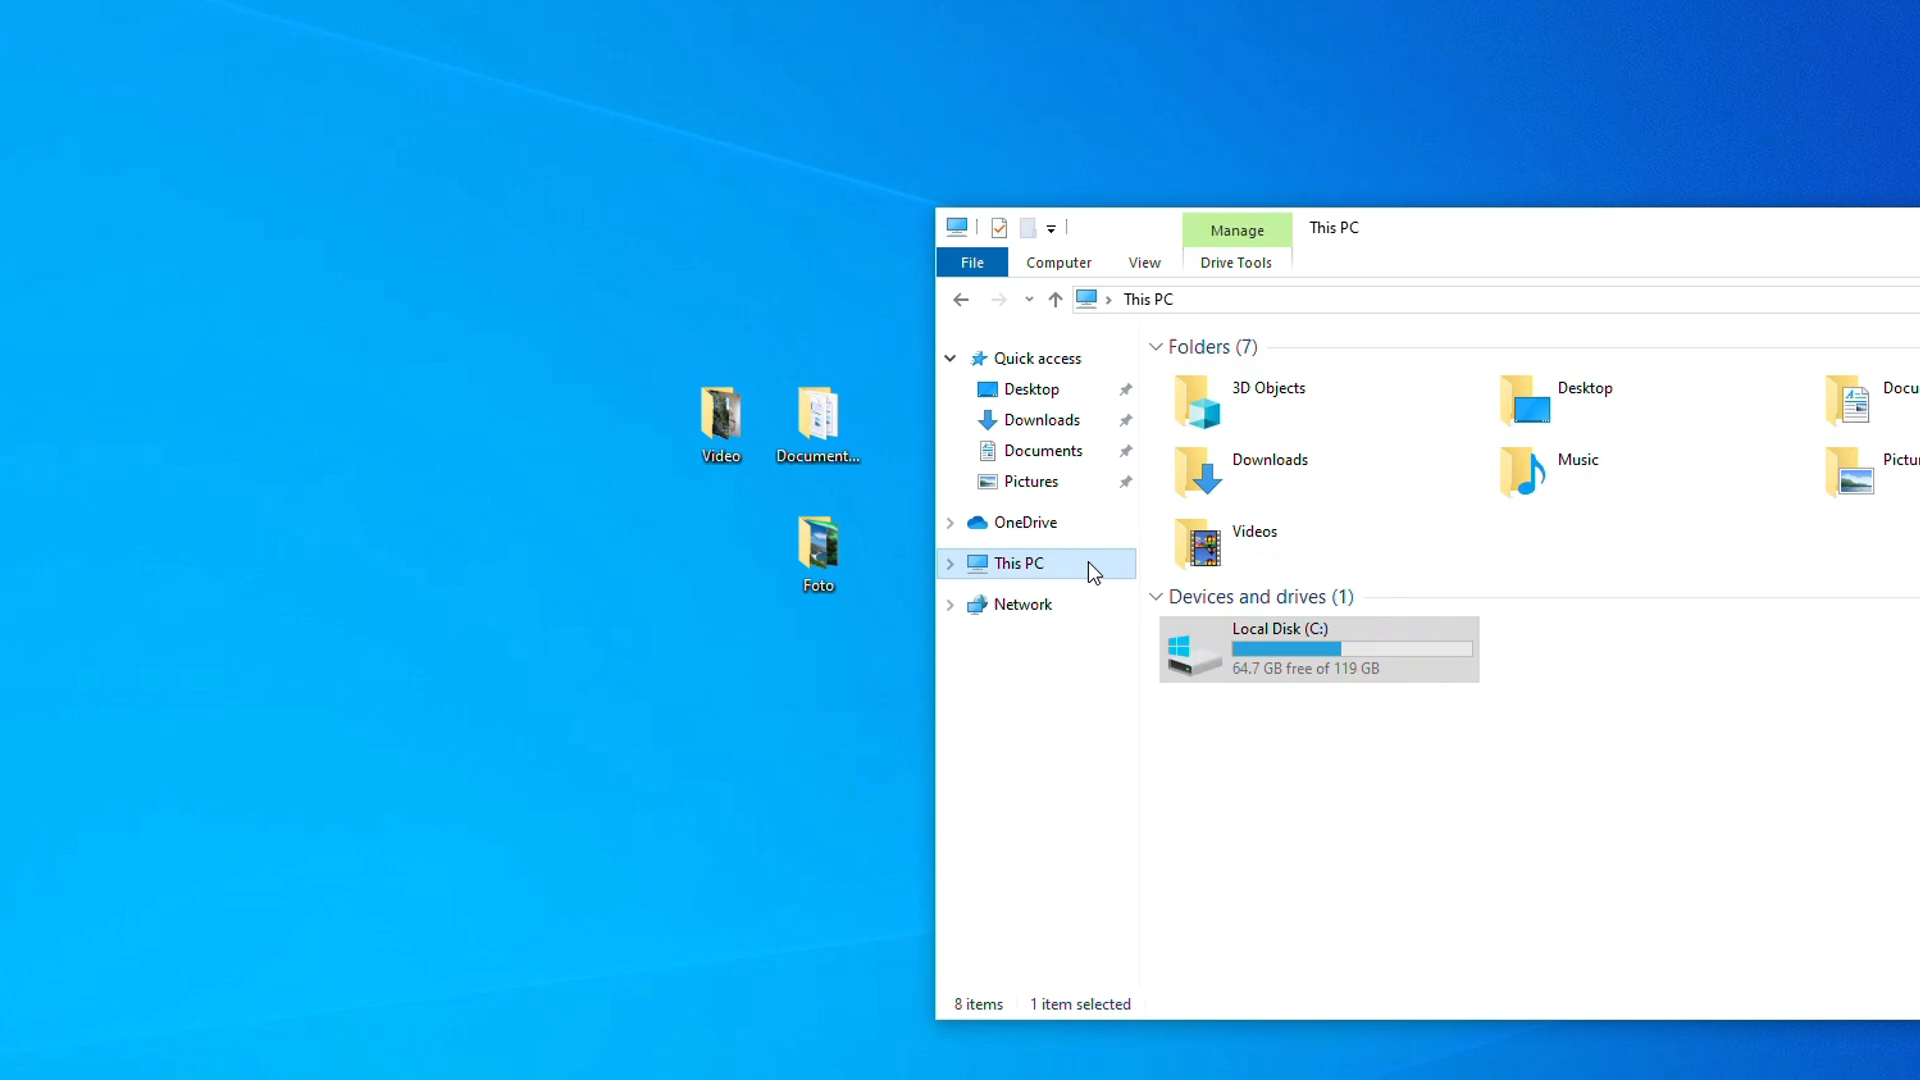 Video
Document...
Foto
Manage
This PC
File
Computer
View
Drive Tools
This PC
Quick access
Desktop
Downloads
Documents
Pictures
OneDrive
This PC
Network
Folders (7)
3D Objects
Desktop
Docu
Downloads
Music
Pictu
Videos
Devices and drives (1)
Local Disk (C:)
64.7 GB free of 119 GB
8 items
1 item selected